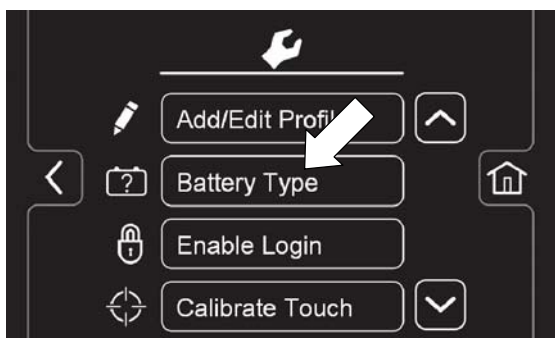 Add/Edit Profil
Battery Type
Enable Login
Calibrate Touch